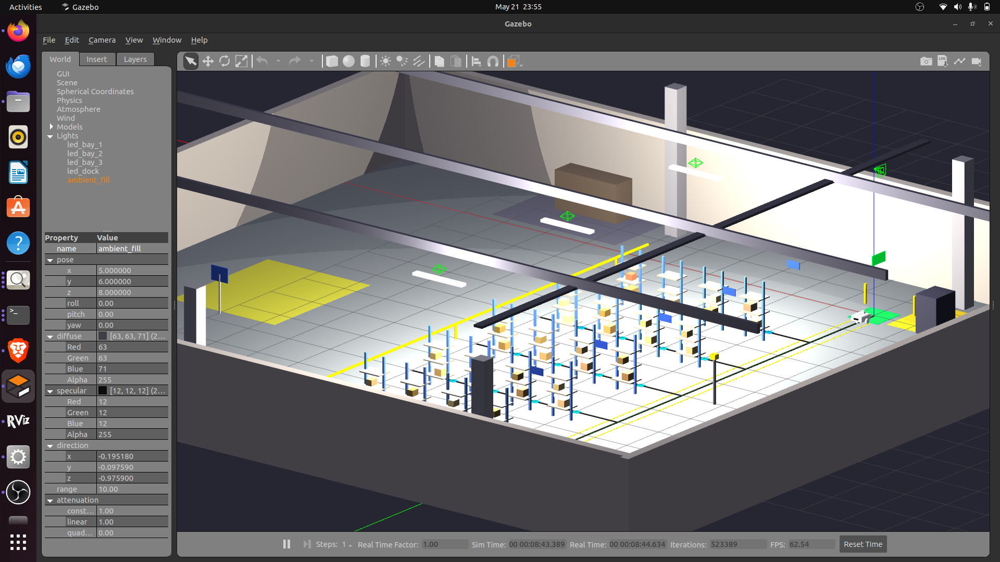 Activities Gazebo May 21 23:55
Gazebo
File Edit Camera View Window Help
World Insert Layers
GUI
Scene
Spherical Coordinates
Physics
Atmosphere
Wind
Models
Lights
led_bay_1
led_bay_2
led_bay_3
led_dock
ambient_fill
Property Value
name ambient_fill
pose
x 5.000000
y 6.000000
z 8.000000
roll 0.00
pitch 0.00
yaw 0.00
diffuse [63, 63, 71] (2...
Red 63
Green 63
Blue 71
Alpha 255
specular [12, 12, 12] (2...
Red 12
Green 12
Blue 12
Alpha 255
direction
x -0.195180
y -0.097590
z -0.975900
range 10.00
attenuation
const... 1.00
linear 1.00
quad... 0.00
LOG
RViz
Steps: 1 Real Time Factor: 1.00 Sim Time: 00 00:08:43.389 Real Time: 00 00:08:44.634 Iterations: 523389 FPS: 62.54 Reset Time